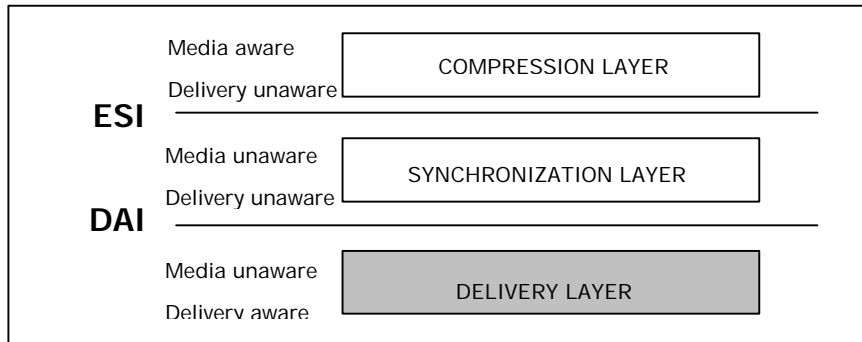 Media aware
COMPRESSION LAYER
Delivery unaware
ESI
Media unaware
SYNCHRONIZATION LAYER
Delivery unaware
DAI
Media unaware
DELIVERY LAYER
Delivery aware